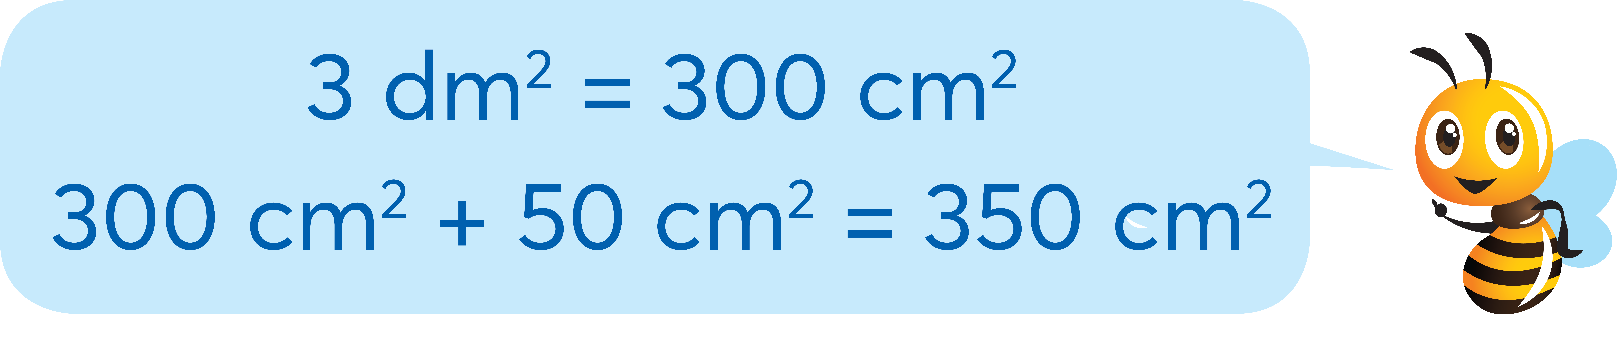 3 dm² = 300 cm²
300 cm² + 50 cm² = 350 cm²